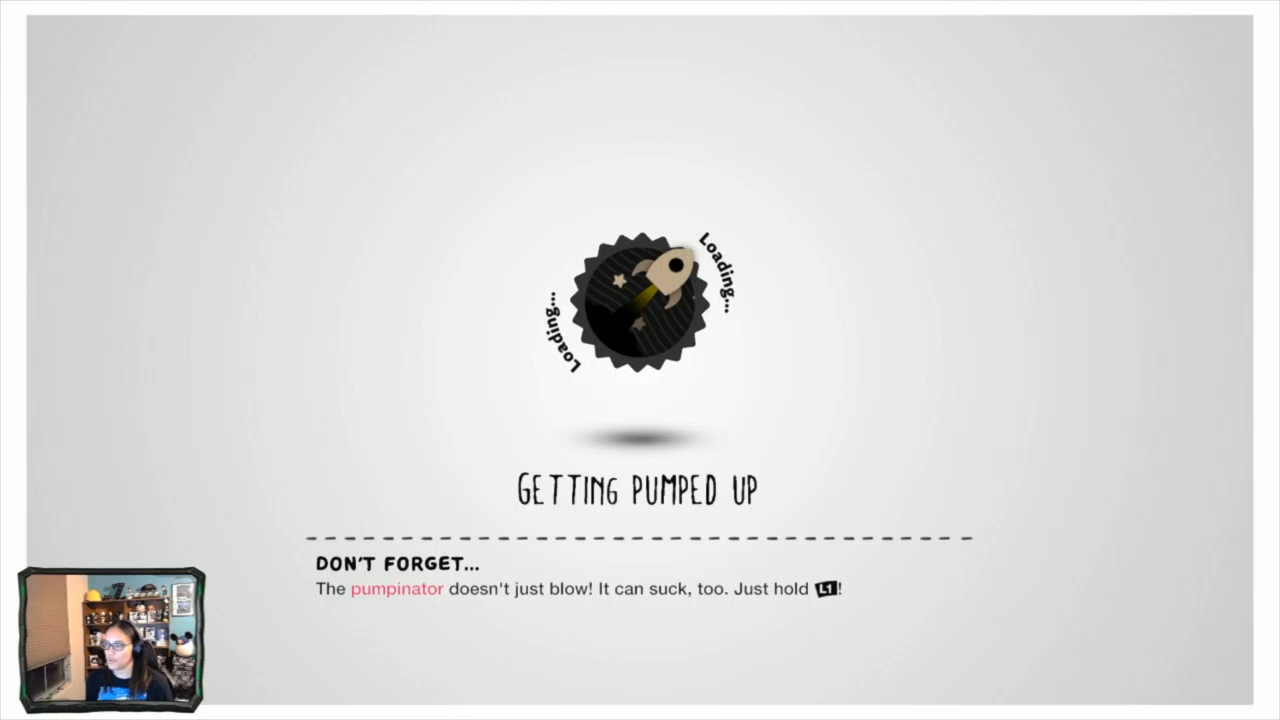 Loading...
Loading...
GETTING PUMPED UP
DON'T FORGET...
The pumpinator doesn't just blow! It can suck, too. Just hold L1!